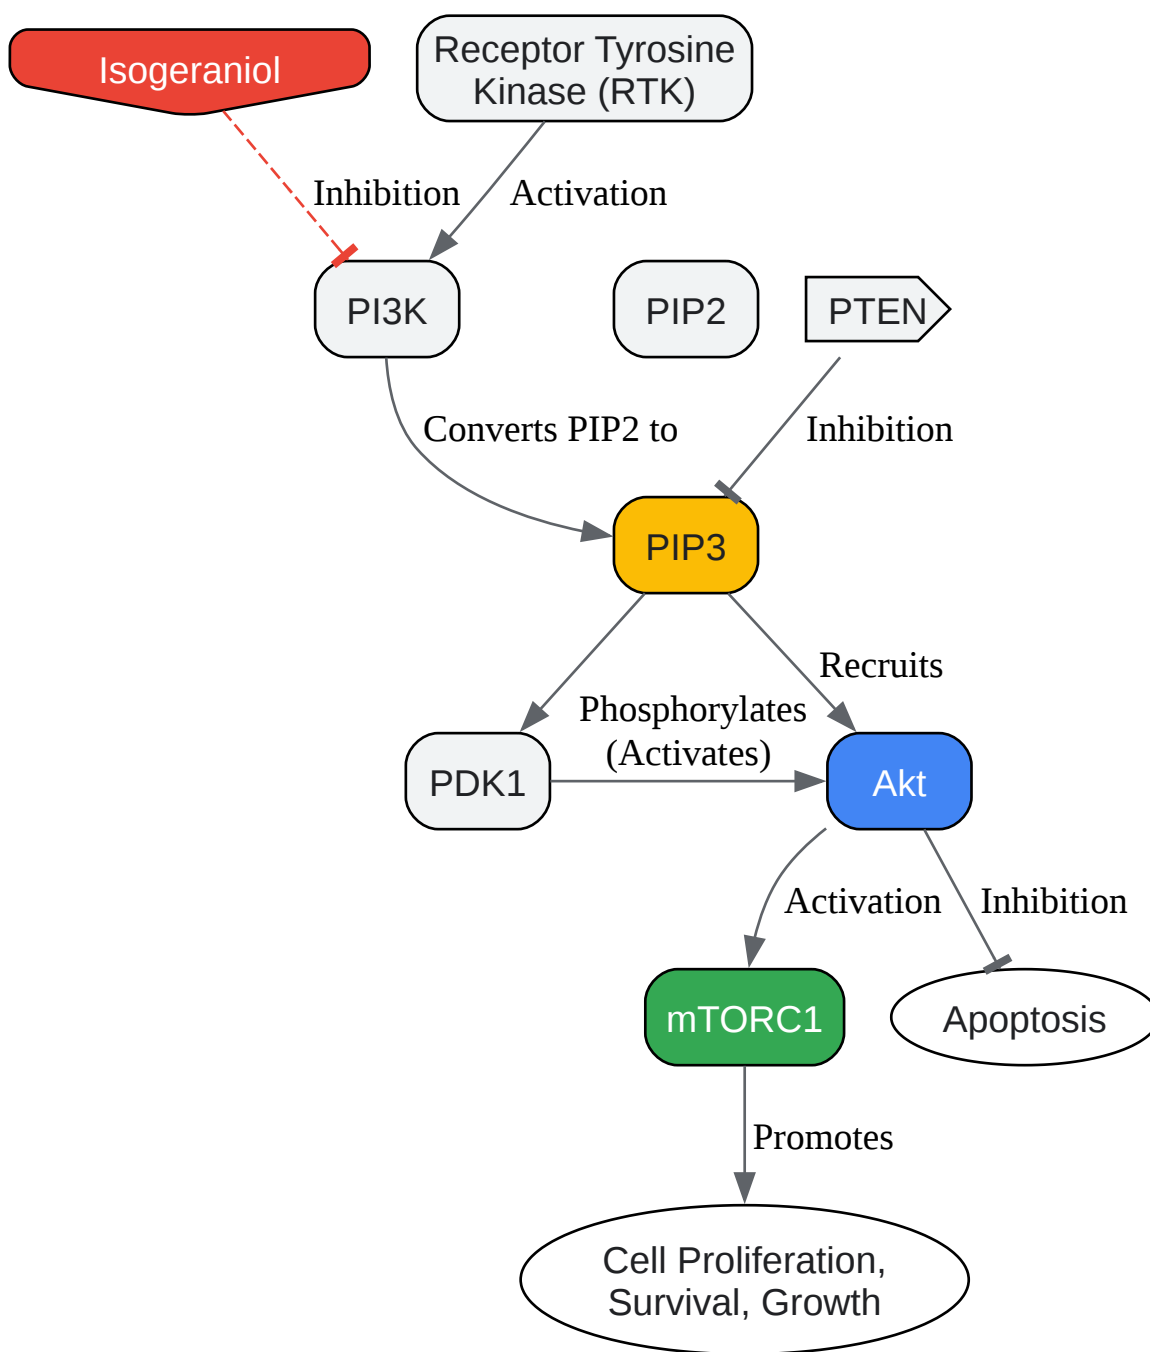 Isogeraniol
Receptor Tyrosine
Kinase (RTK)
Inhibition
Activation
PI3K
PIP2
PTEN
Converts PIP2 to
Inhibition
PIP3
Recruits
Phosphorylates
(Activates)
PDK1
Akt
Activation
Inhibition
mTORC1
Apoptosis
Promotes
Cell Proliferation,
Survival, Growth